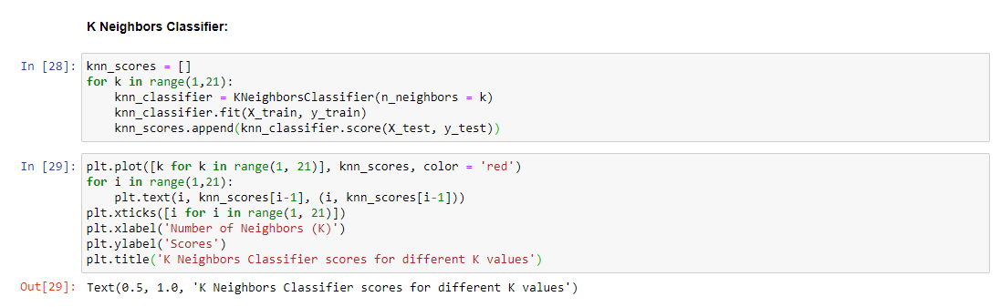 K Neighbors Classifier:
In [28]: knn_scores = []
for k in range(1,21):
    knn_classifier = KNeighborsClassifier(n_neighbors = k)
    knn_classifier.fit(X_train, y_train)
    knn_scores.append(knn_classifier.score(X_test, y_test))
In [29]: plt.plot([k for k in range(1, 21)], knn_scores, color = 'red')
for i in range(1,21):
    plt.text(i, knn_scores[i-1], (i, knn_scores[i-1]))
plt.xticks([i for i in range(1, 21)])
plt.xlabel('Number of Neighbors (K)')
plt.ylabel('Scores')
plt.title('K Neighbors Classifier scores for different K values')
Out[29]: Text(0.5, 1.0, 'K Neighbors Classifier scores for different K values')